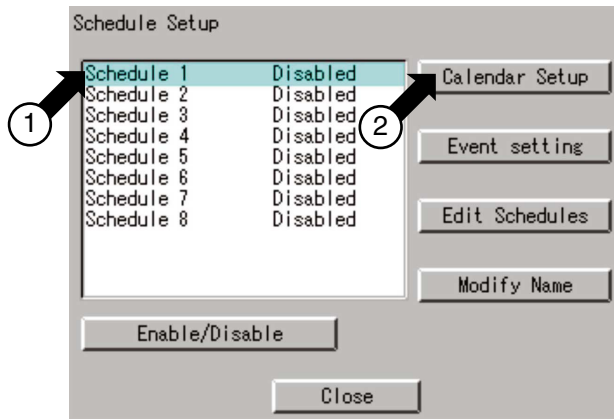 Schedule Setup
Schedule 1 Disabled
Schedule 2 Disabled
Schedule 3 Disabled
Schedule 4 Disabled
Schedule 5 Disabled
Schedule 6 Disabled
Schedule 7 Disabled
Schedule 8 Disabled
1
2
Calendar Setup
Event setting
Edit Schedules
Modify Name
Enable/Disable
Close